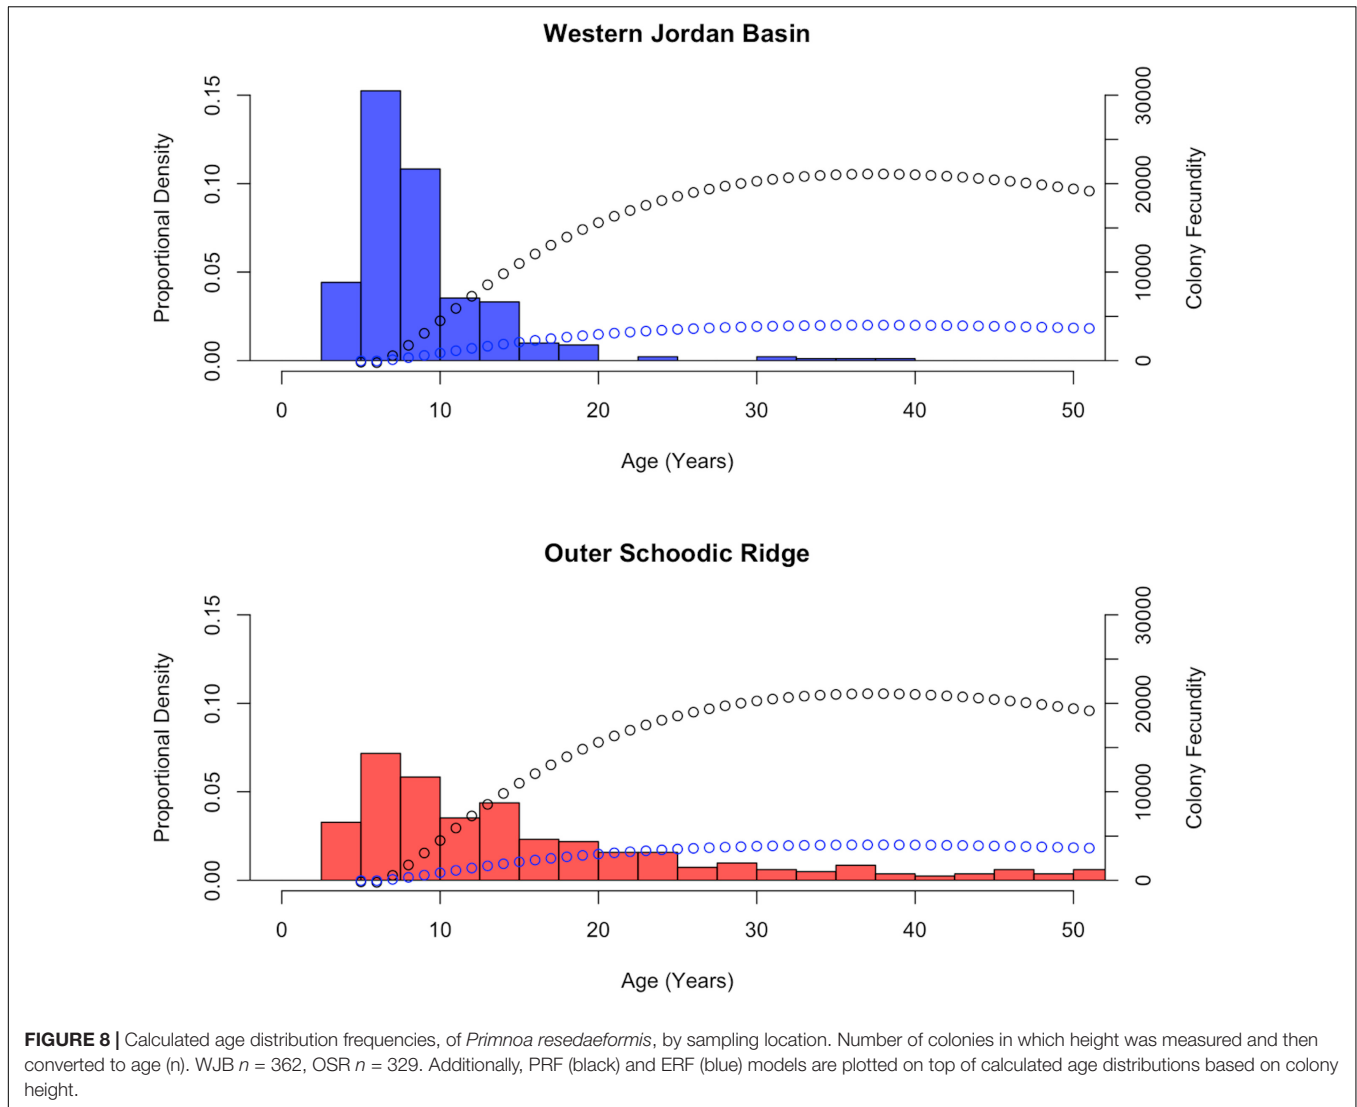 Western Jordan Basin
Proportional Density
0.00 0.05 0.10 0.15
0 10000 20000 30000
Colony Fecundity
0 10 20 30 40 50
Age (Years)
Outer Schoodic Ridge
Proportional Density
0.00 0.05 0.10 0.15
0 10000 20000 30000
Colony Fecundity
0 10 20 30 40 50
Age (Years)
FIGURE 8 | Calculated age distribution frequencies, of Primnoa resedaeformis, by sampling location. Number of colonies in which height was measured and then
converted to age (n). WJB n = 362, OSR n = 329. Additionally, PRF (black) and ERF (blue) models are plotted on top of calculated age distributions based on colony
height.